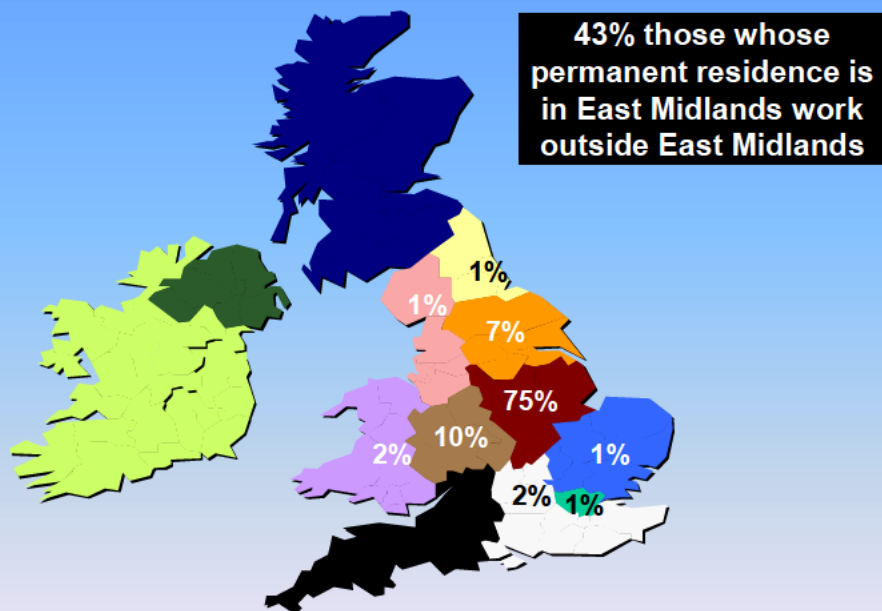 43% those whose
permanent residence is
in East Midlands work
outside East Midlands
1%
1%
7%
75%
10%
2%
1%
2%
1%